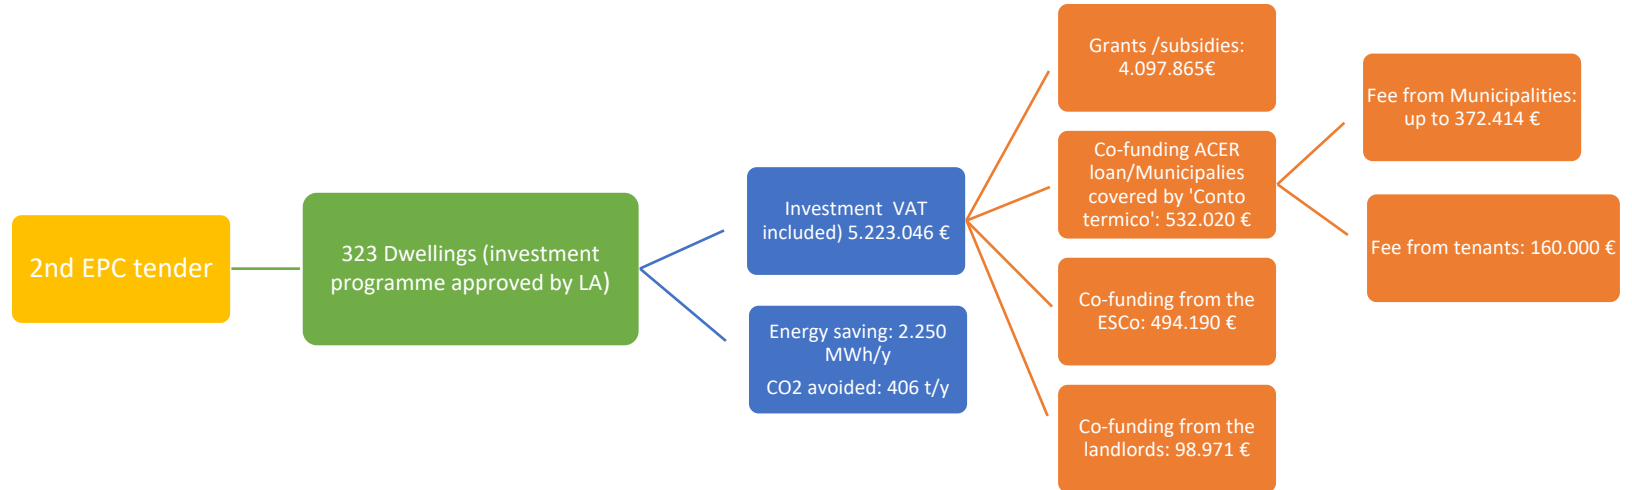 2nd EPC tender
323 Dwellings (investment
programme approved by LA)
Investment VAT
included) 5.223.046 €
Energy saving: 2.250
MWh/y
CO2 avoided: 406 t/y
Grants /subsidies:
4.097.865€
Co-funding ACER
loan/Municipalies
covered by 'Conto
termico': 532.020 €
Co-funding from the
ESCo: 494.190 €
Co-funding from the
landlords: 98.971 €
Fee from Municipalities:
up to 372.414 €
Fee from tenants: 160.000 €